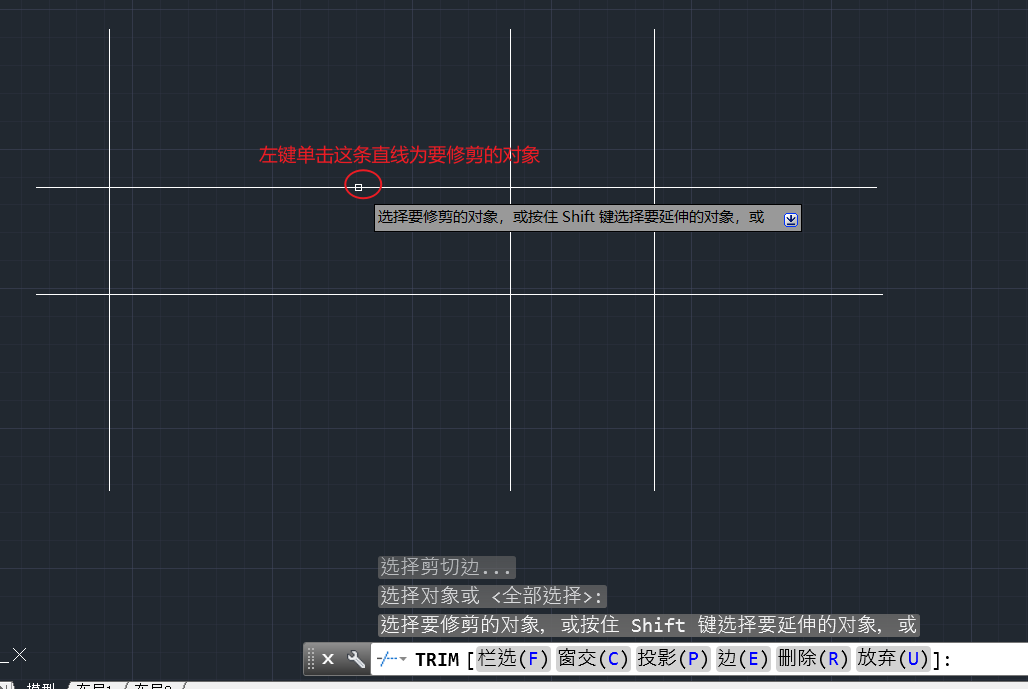 左键单击这条直线为要修剪的对象
选择要修剪的对象，或按住 Shift 键选择要延伸的对象，或
选择剪切边...
选择对象或 <全部选择>:
选择要修剪的对象，或按住 Shift 键选择要延伸的对象，或
TRIM [栏选(F) 窗交(C) 投影(P) 边(E) 删除(R) 放弃(U)]:
模型 布局1 布局2